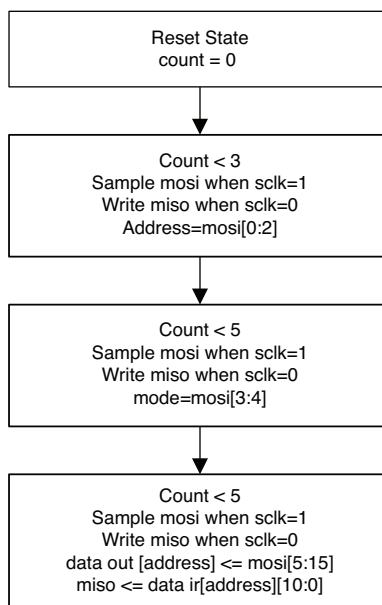 Reset State
count = 0
Count < 3
Sample mosi when sclk=1
Write miso when sclk=0
Address=mosi[0:2]
Count < 5
Sample mosi when sclk=1
Write miso when sclk=0
mode=mosi[3:4]
Count < 5
Sample mosi when sclk=1
Write miso when sclk=0
data out [address] <= mosi[5:15]
miso <= data ir[address][10:0]